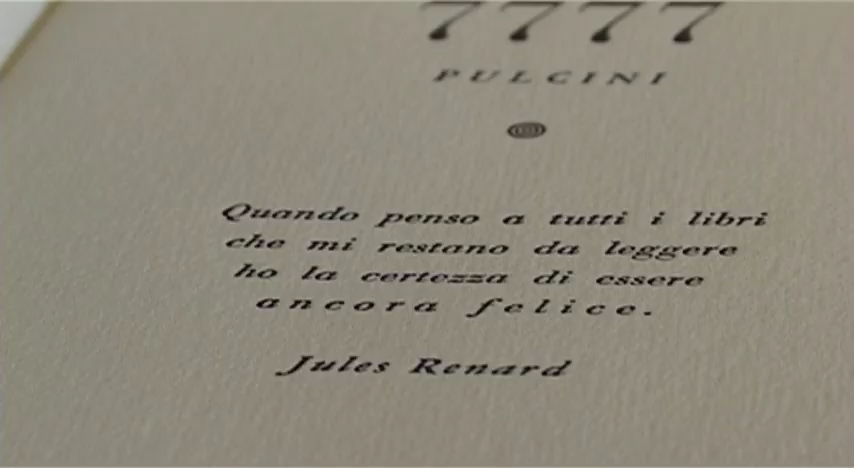 7777
PULCINI
Quando penso a tutti i libri
che mi restano da leggere
ho la certezza di essere
ancora felice.
Jules Renard